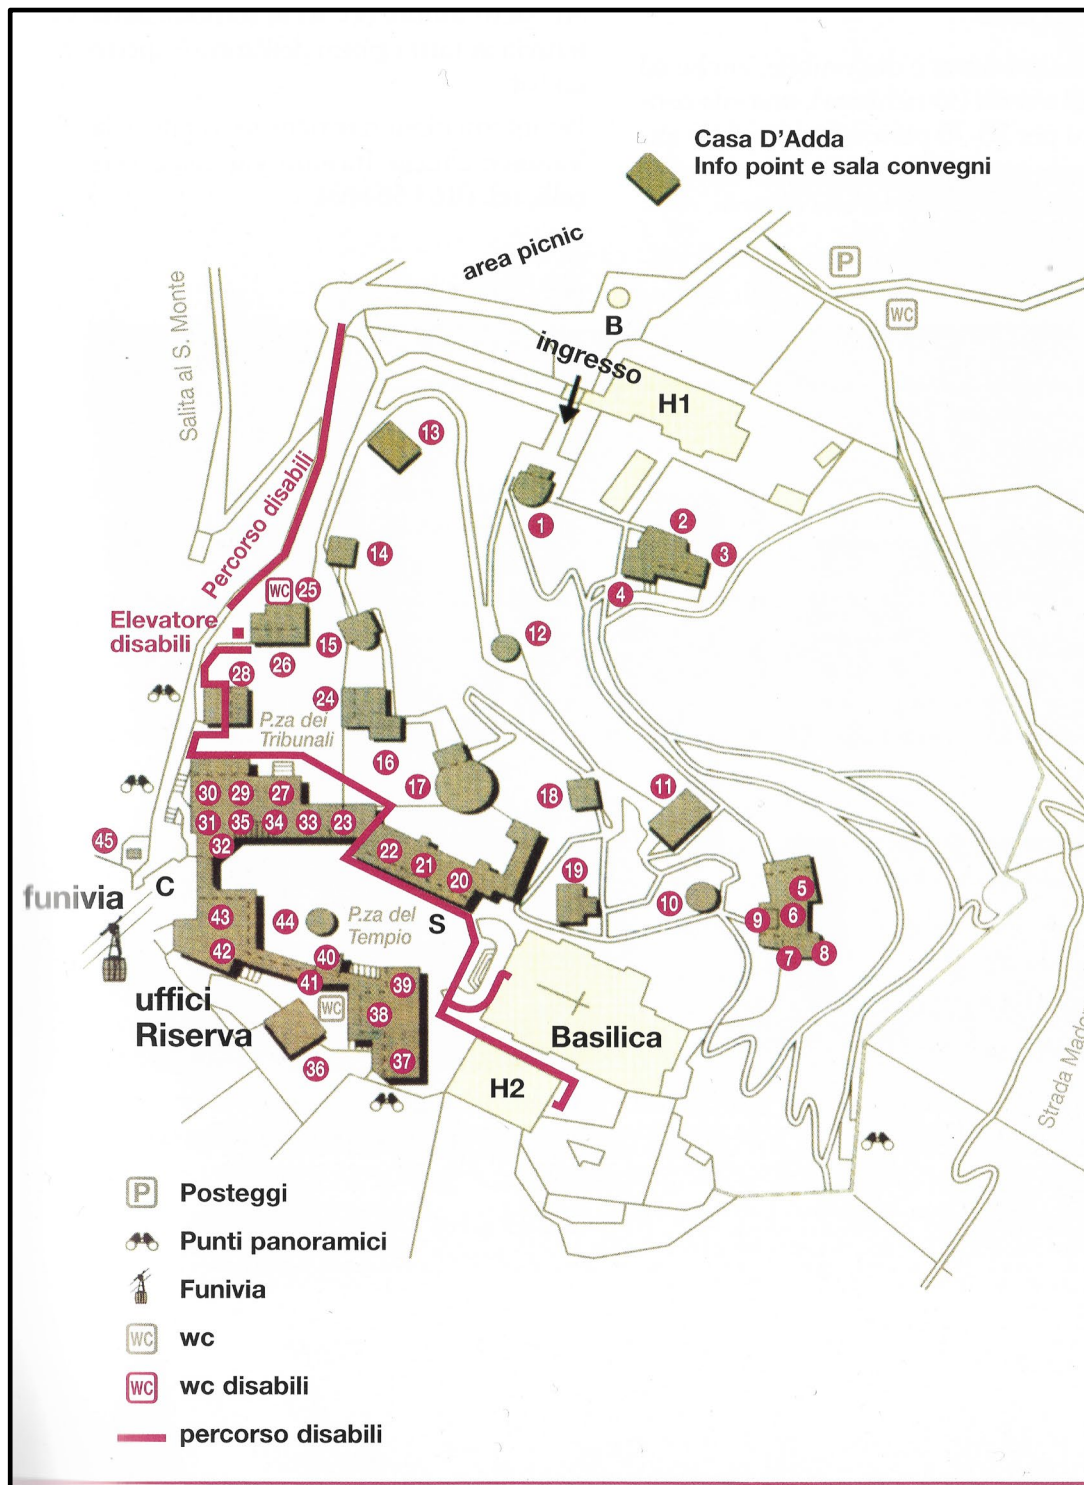 Casa D'Adda
Info point e sala convegni
area picnic
P
WC
Salita al S. Monte
B
ingresso
H1
13
Percorso disabili
1
2
3
14
4
WC
25
Elevatore
disabili
12
15
26
28
24
P.za dei
Tribunali
16
17
18
11
30
29
27
31
35
34
33
23
32
45
22
21
20
19
10
5
funivia
C
43
44
P.za del
Tempio
S
9
6
42
40
7
8
41
39
uffici
Riserva
WC
38
Basilica
36
37
H2
Strada Mado
P
Posteggi
Punti panoramici
Funivia
WC
wc
WC
wc disabili
percorso disabili